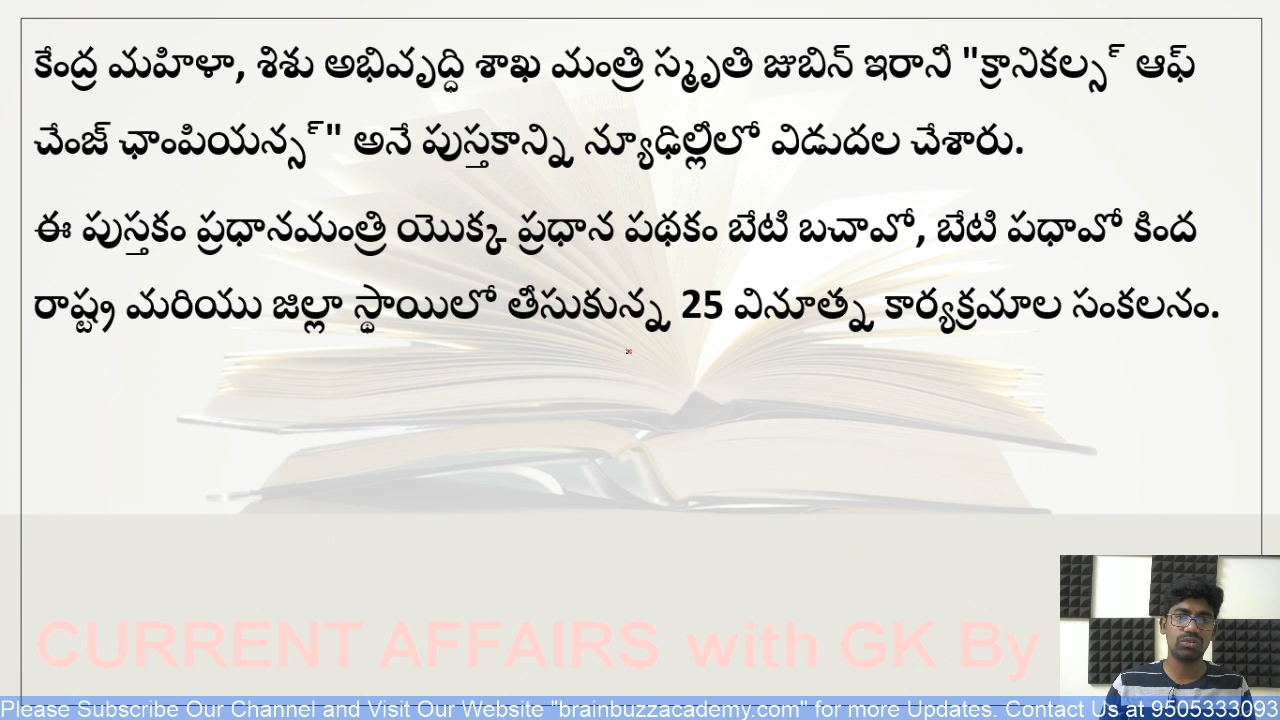 కేంద్ర మహిళా, శిశు అభివృద్ధి శాఖ మంత్రి స్మృతి జుబిన్ ఇరానీ "క్రానికల్స్ ఆఫ్
చేంజ్ ఛాంపియన్స్" అనే పుస్తకాన్ని న్యూఢిల్లీలో విడుదల చేశారు.
ఈ పుస్తకం ప్రధానమంత్రి యొక్క ప్రధాన పథకం బేటి బచావో, బేటి పధావో కింద
రాష్ట్ర మరియు జిల్లా స్థాయిలో తీసుకున్న 25 వినూత్న కార్యక్రమాల సంకలనం.
CURRENT AFFAIRS with GK By
Please Subscribe Our Channel and Visit Our Website "brainbuzzacademy.com" for more Updates. Contact Us at 9505333093